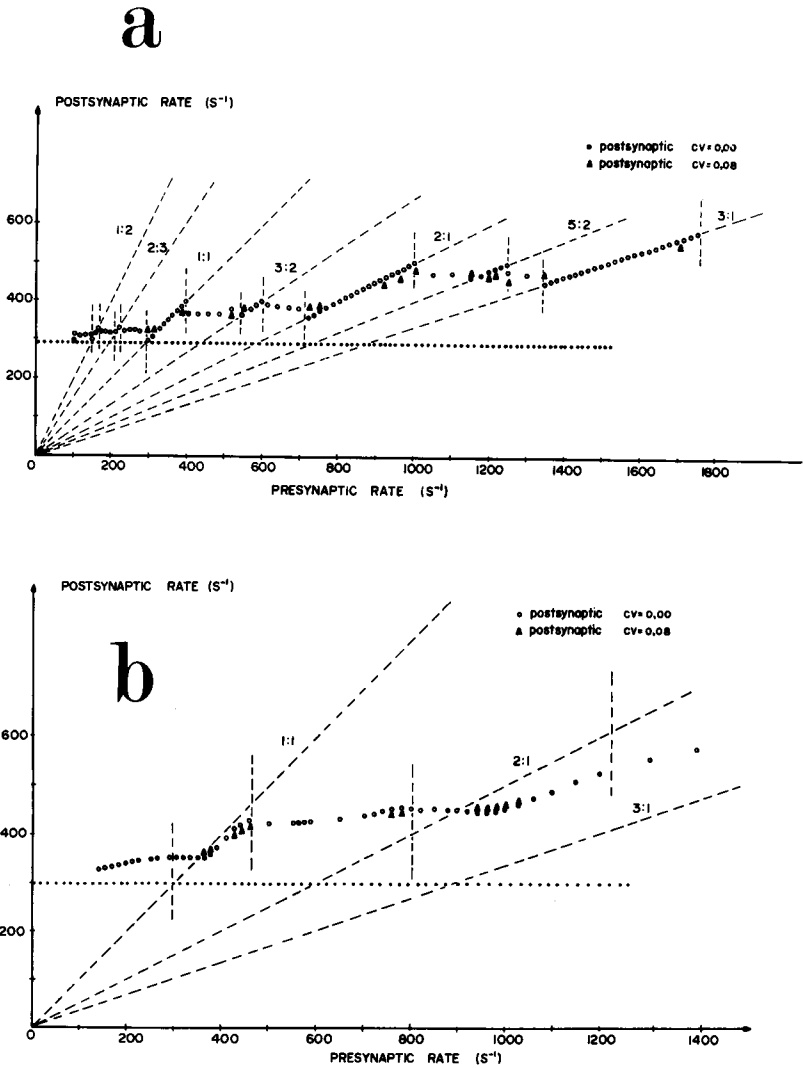 a
POSTSYNAPTIC RATE (S⁻¹)
• postsynaptic CV=0,00
▲ postsynaptic CV=0,08
600
400
200
0
1:2
2:3
1:1
3:2
2:1
5:2
3:1
200 400 600 800 1000 1200 1400 1600 1800
PRESYNAPTIC RATE (S⁻¹)
b
POSTSYNAPTIC RATE (S⁻¹)
o postsynaptic CV=0,00
▲ postsynaptic CV=0,08
600
400
200
1:1
2:1
3:1
0 200 400 600 800 1000 1200 1400
PRESYNAPTIC RATE (S⁻¹)